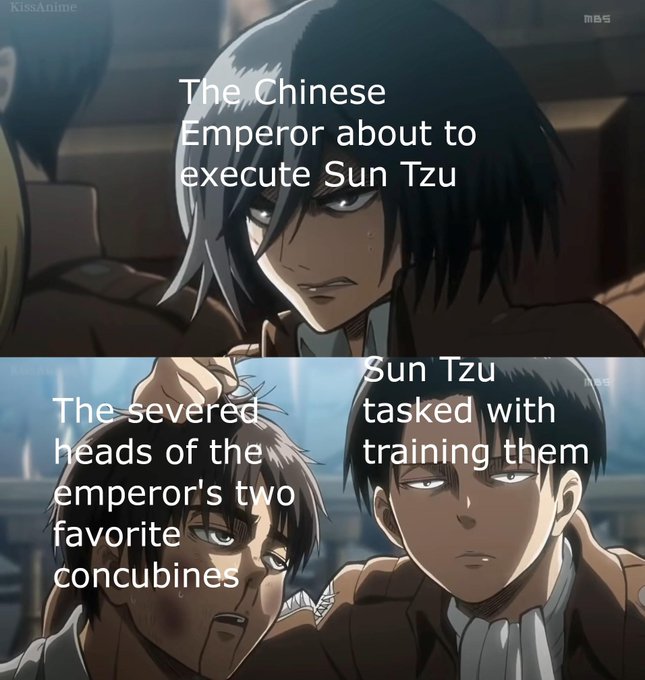 KissAnime
MBS
The Chinese
Emperor about to
execute Sun Tzu
MBS
Sun Tzu
tasked with
training them
The severed
heads of the
emperor's two
favorite
concubines